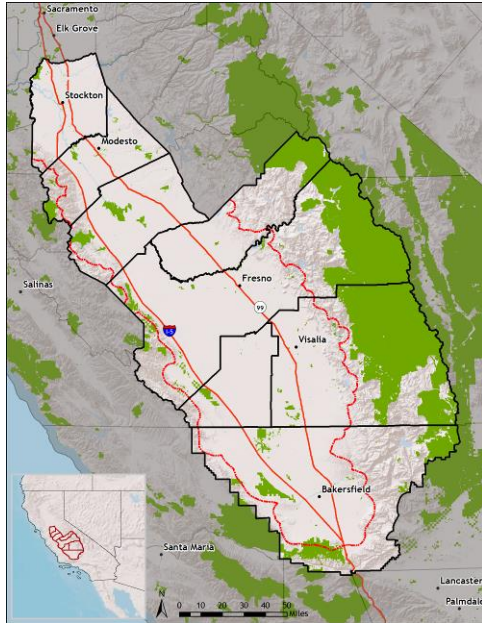 Sacramento
Elk Grove
Stockton
Modesto
Salinas
Fresno
99
Visalia
Bakersfield
Santa Maria
N
0 10 20 30 40 50
Miles
Lancaster
Palmdale